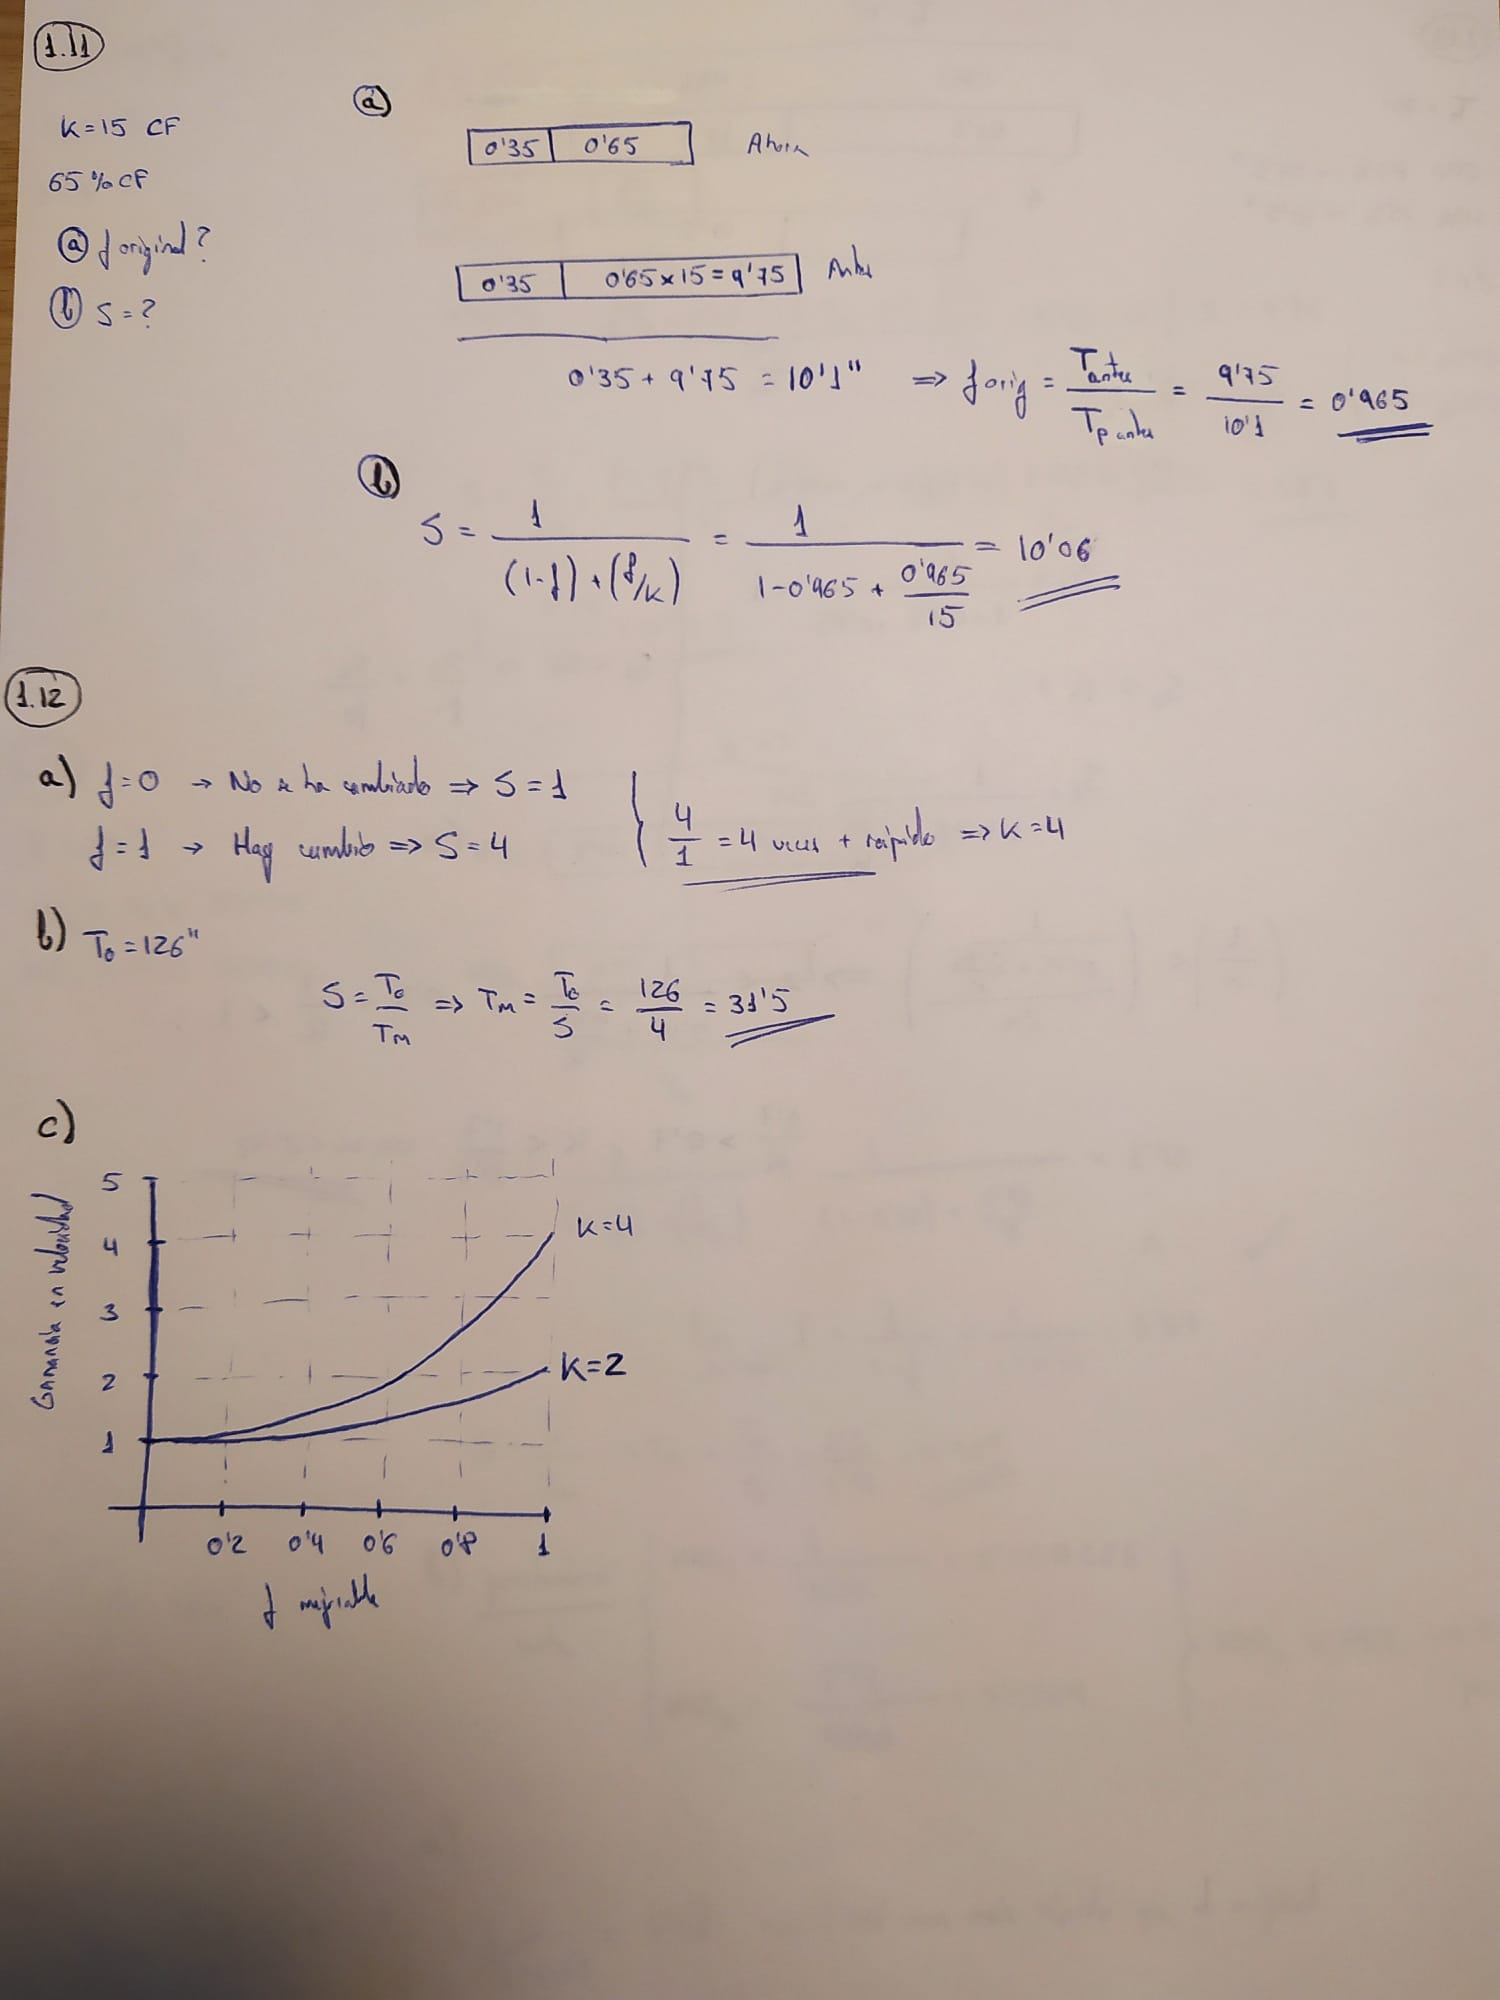 1.11
K=15 CF
65 % CF
ⓐ f original?
ⓑ S=?
ⓐ
0'35 0'65 Ahora
0'35 0'65 x 15 = 9'75 Antes
0'35 + 9'75 = 10'1" => f orig = T antes / T p antes = 9'75 / 10'1 = 0'965
ⓑ
S = 1 / (1-f) + (f/k) = 1 / 1-0'965 + 0'965/15 = 10'06
1.12
a) f=0 → No se ha cambiado => S=1
f=1 → Hay cambio => S=4
4/1 = 4 veces + rápido => K=4
b) To=126"
S = To/TM => TM = To/S = 126/4 = 31'5
c)
Ganancia en velocidad
5
4
3
2
1
K=4
K=2
0'2 0'4 0'6 0'8 1
f mejorable